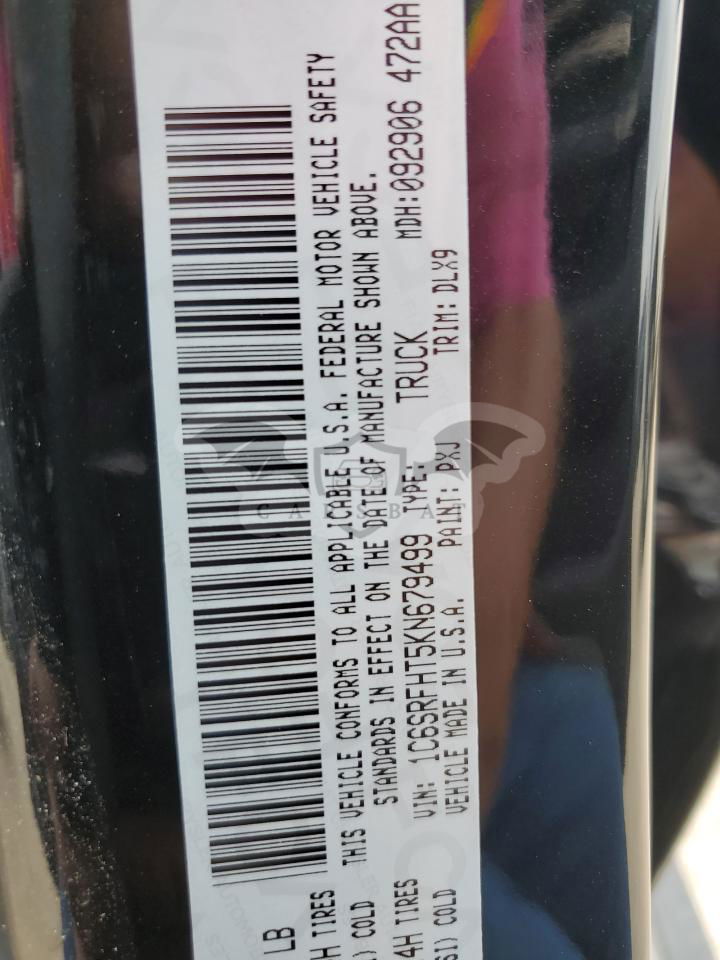 LB
H TIRES
) COLD
THIS VEHICLE CONFORMS TO ALL APPLICABLE U.S.A. FEDERAL MOTOR VEHICLE SAFETY
STANDARDS IN EFFECT ON THE DATE OF MANUFACTURE SHOWN ABOVE.
4H TIRES
61) COLD
VIN: 1C6SRFHT5KN679499 TYPE: TRUCK MDH:092906 472AA
VEHICLE MADE IN U.S.A. PAINT: PXJ TRIM: DLX9
CARSBAT